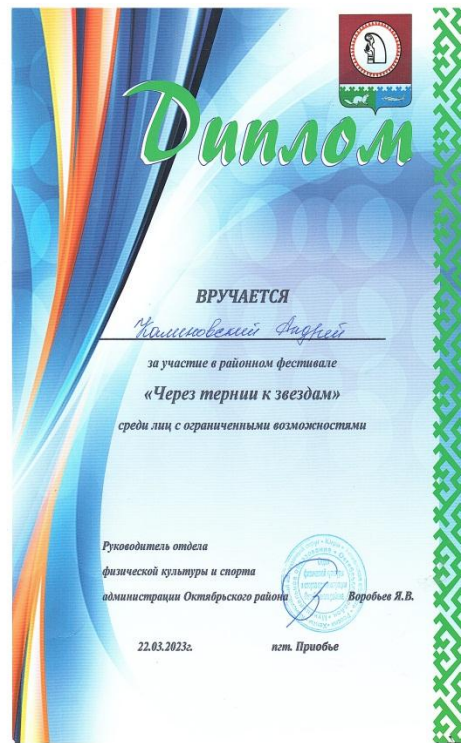 Диплом
ВРУЧАЕТСЯ
Калиновский Андрей
за участие в районном фестивале
«Через тернии к звездам»
среди лиц с ограниченными возможностями
Руководитель отдела
физической культуры и спорта
администрации Октябрьского района Воробьев Я.В.
22.03.2023г. пгт. Приобье